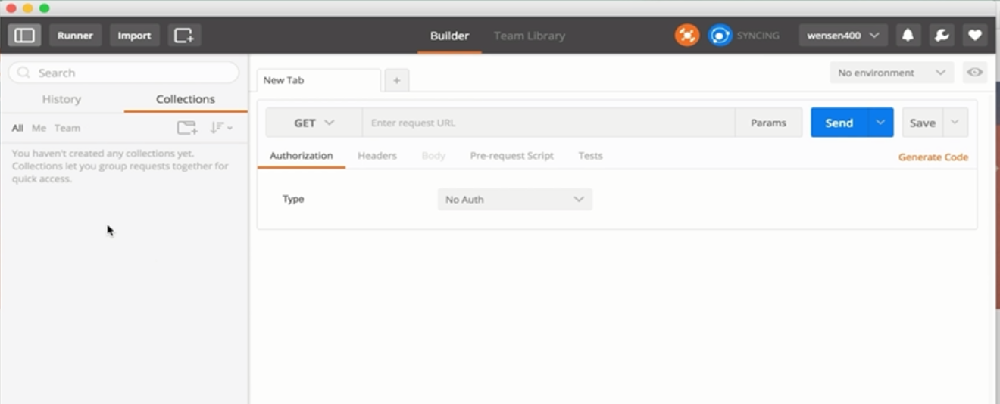 Runner Import Builder Team Library SYNCING wensen400
Search
New Tab + No environment
History Collections
GET Enter request URL Params Send Save
All Me Team
You haven't created any collections yet.
Collections let you group requests together for
quick access.
Authorization Headers Body Pre-request Script Tests Generate Code
Type No Auth